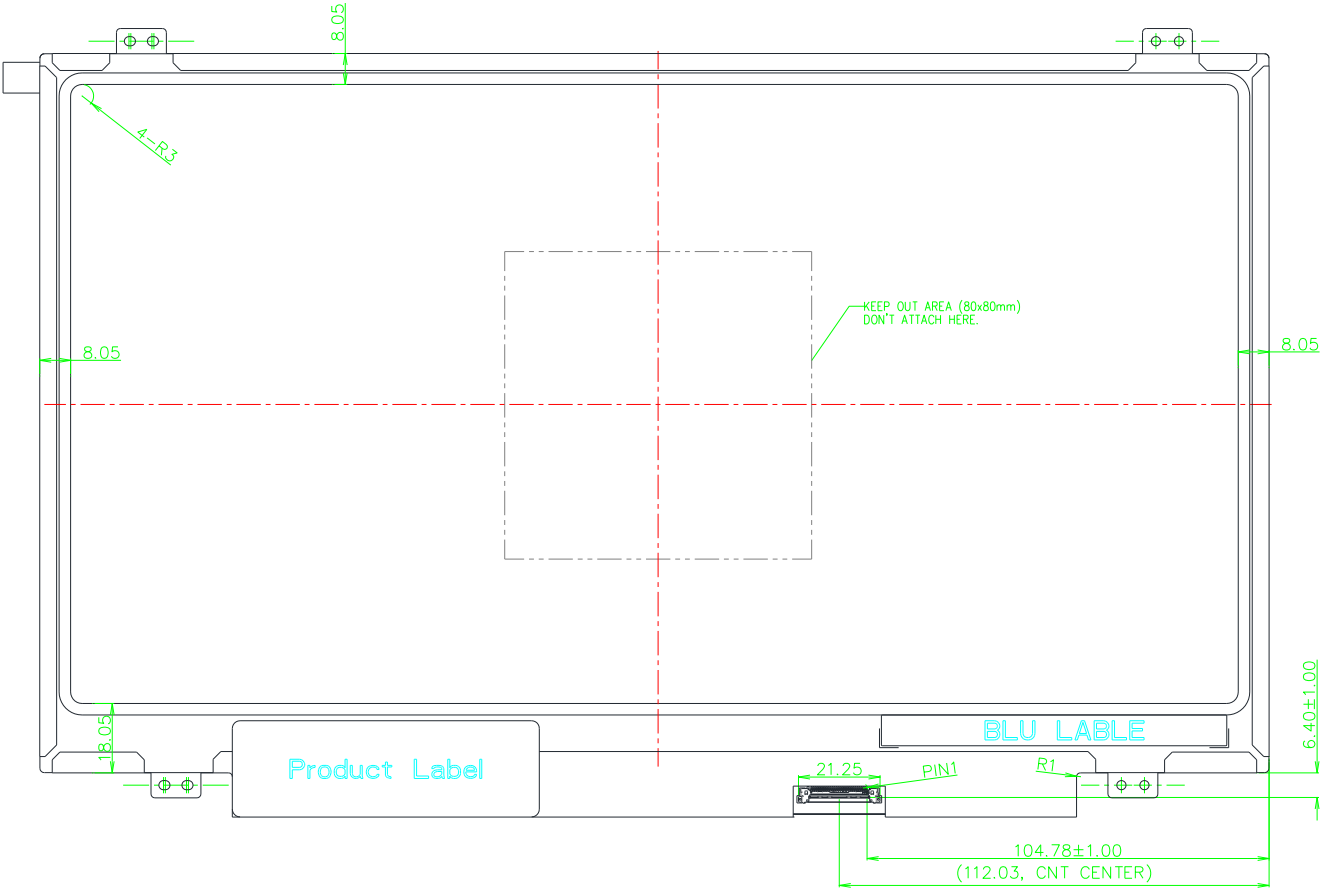 8.05
4-R3
KEEP OUT AREA (80x80mm)
DON'T ATTACH HERE.
8.05
8.05
18.05
BLU LABLE
6.40±1.00
Product Label
21.25
PIN1
R1
104.78±1.00
(112.03, CNT CENTER)